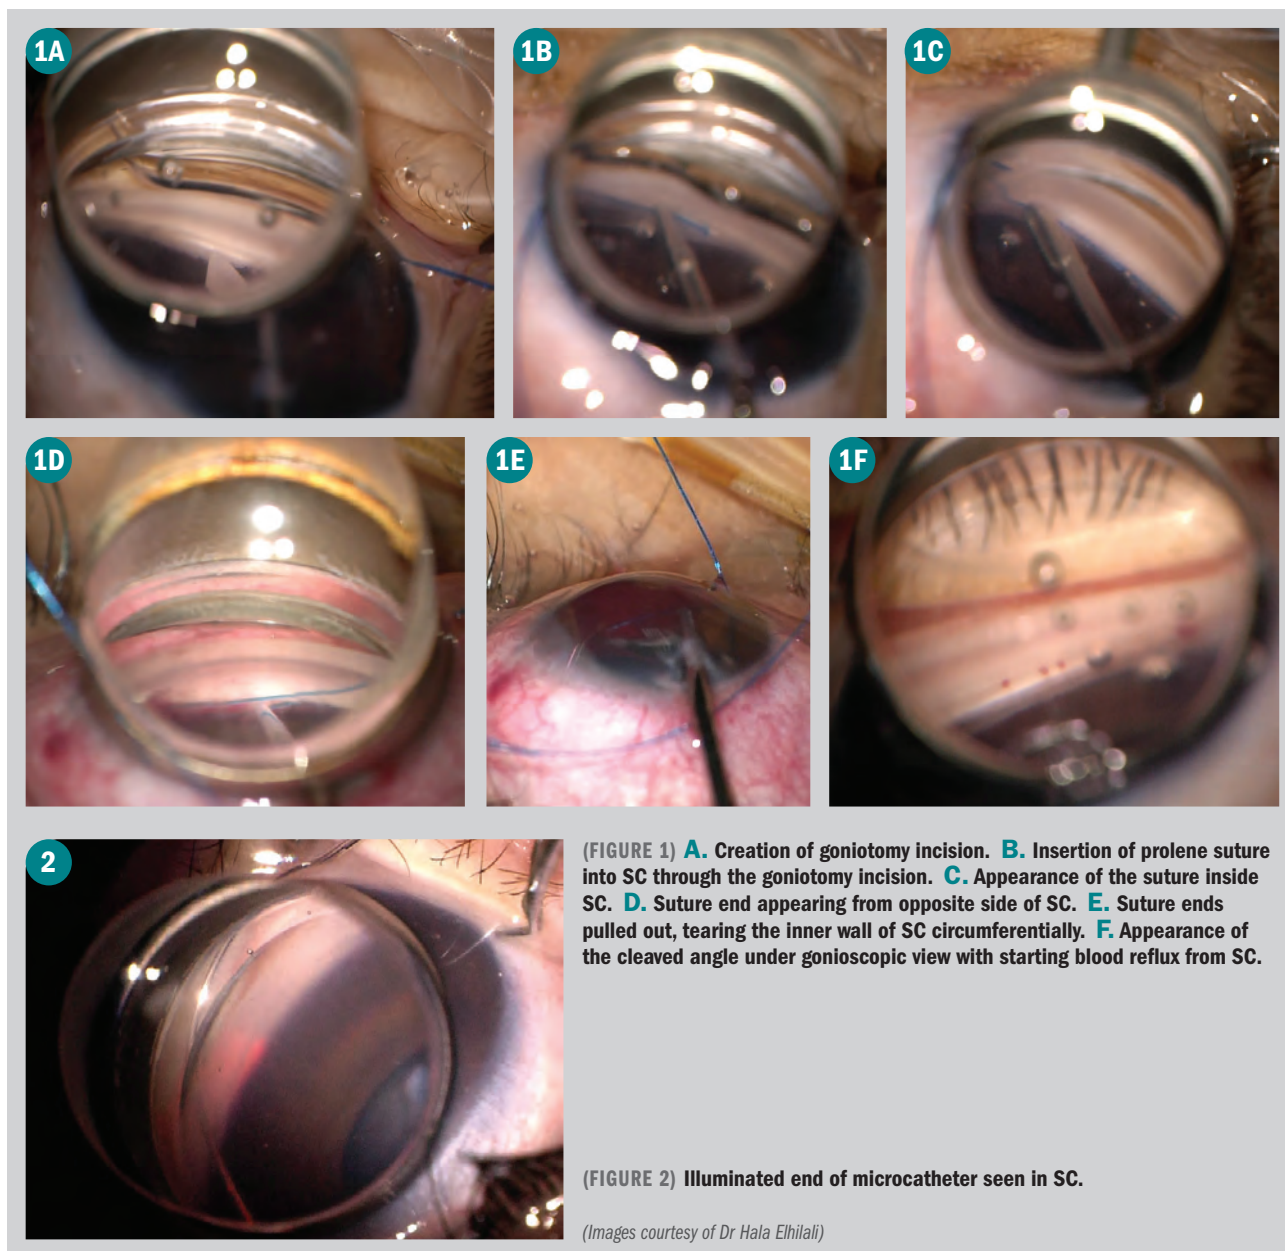 1A
1B
1C
1D
1E
1F
2
(FIGURE 1) A. Creation of goniotomy incision. B. Insertion of prolene suture
into SC through the goniotomy incision. C. Appearance of the suture inside
SC. D. Suture end appearing from opposite side of SC. E. Suture ends
pulled out, tearing the inner wall of SC circumferentially. F. Appearance of
the cleaved angle under gonioscopic view with starting blood reflux from SC.
(FIGURE 2) Illuminated end of microcatheter seen in SC.
(Images courtesy of Dr Hala Elhilali)